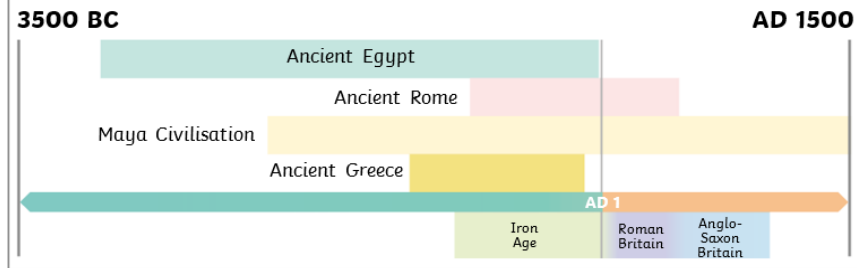 3500 BC
AD 1500
Ancient Egypt
Ancient Rome
Maya Civilisation
Ancient Greece
AD 1
Iron
Age
Roman
Britain
Anglo-
Saxon
Britain